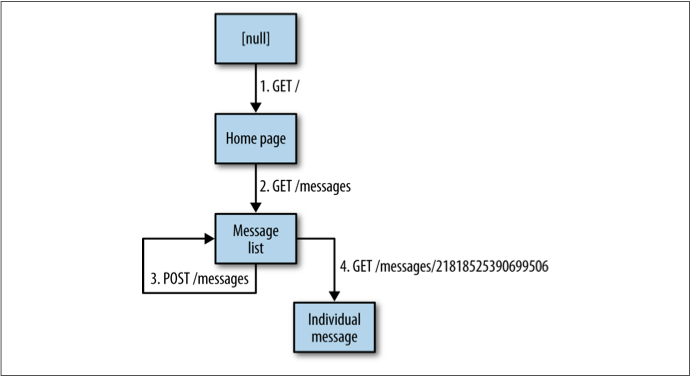 [null]
1. GET /
Home page
2. GET /messages
Message
list
3. POST /messages
4. GET /messages/21818525390699506
Individual
message